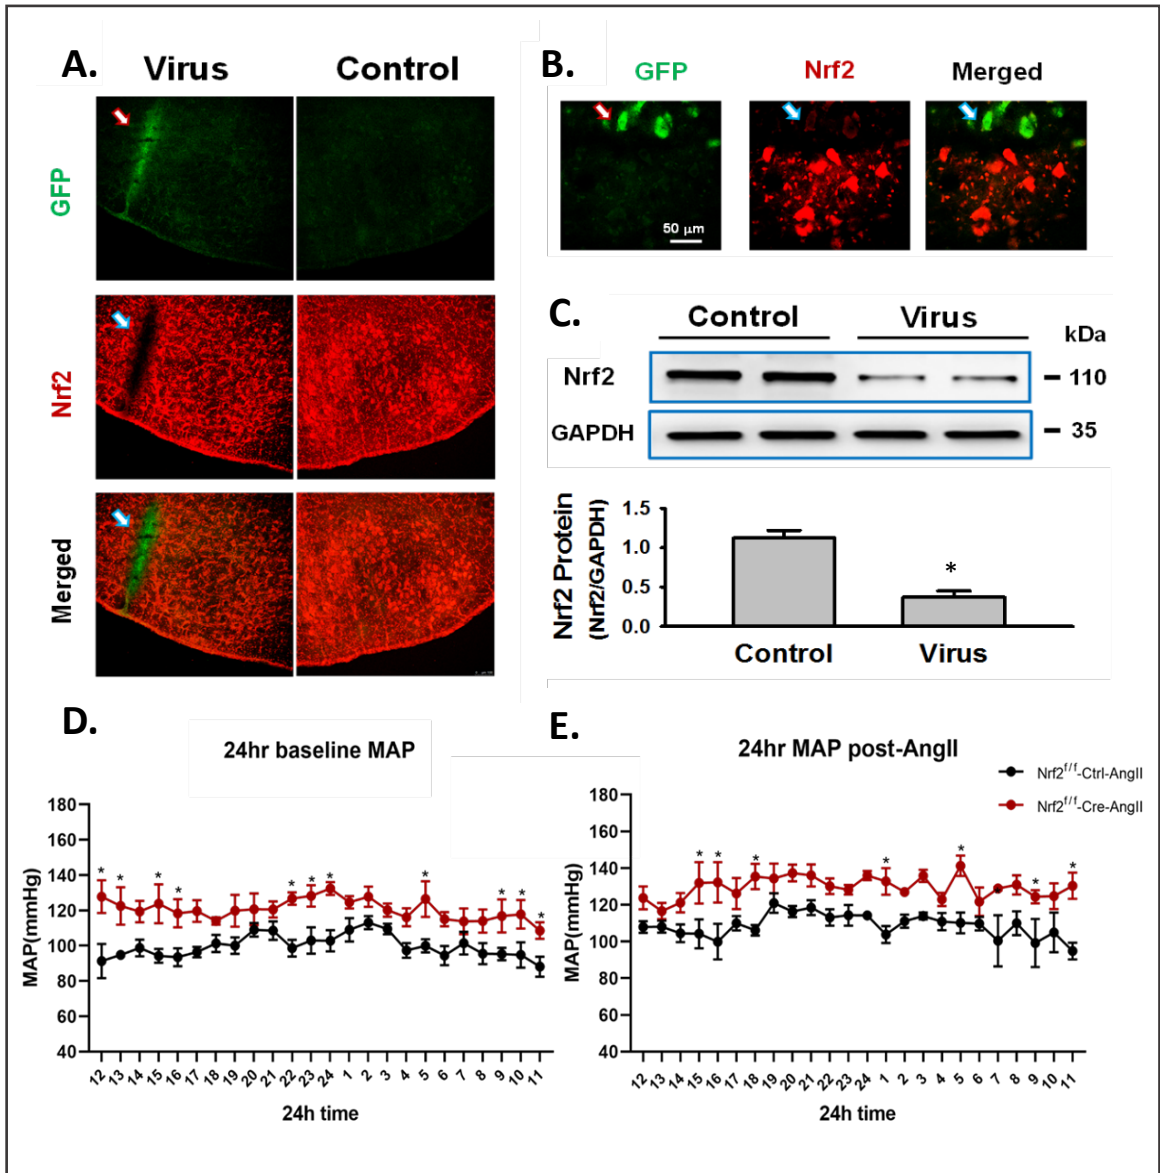 A.
Virus
Control
GFP
Nrf2
Merged
B.
GFP
Nrf2
Merged
50 μm
C.
Control
Virus
kDa
Nrf2
110
GAPDH
35
Nrf2 Protein
(Nrf2/GAPDH)
1.5
1.0
0.5
0.0
*
Control
Virus
D.
24hr baseline MAP
MAP(mmHg)
180
160
140
120
100
80
60
40
* * * * * * * * * * *
12 13 14 15 16 17 18 19 20 21 22 23 24 1 2 3 4 5 6 7 8 9 10 11
24h time
E.
24hr MAP post-AngII
Nrf2f/f-Ctrl-AngII
Nrf2f/f-Cre-AngII
MAP(mmHg)
180
160
140
120
100
80
60
40
* * * * * * *
12 13 14 15 16 17 18 19 20 21 22 23 24 1 2 3 4 5 6 7 8 9 10 11
24h time